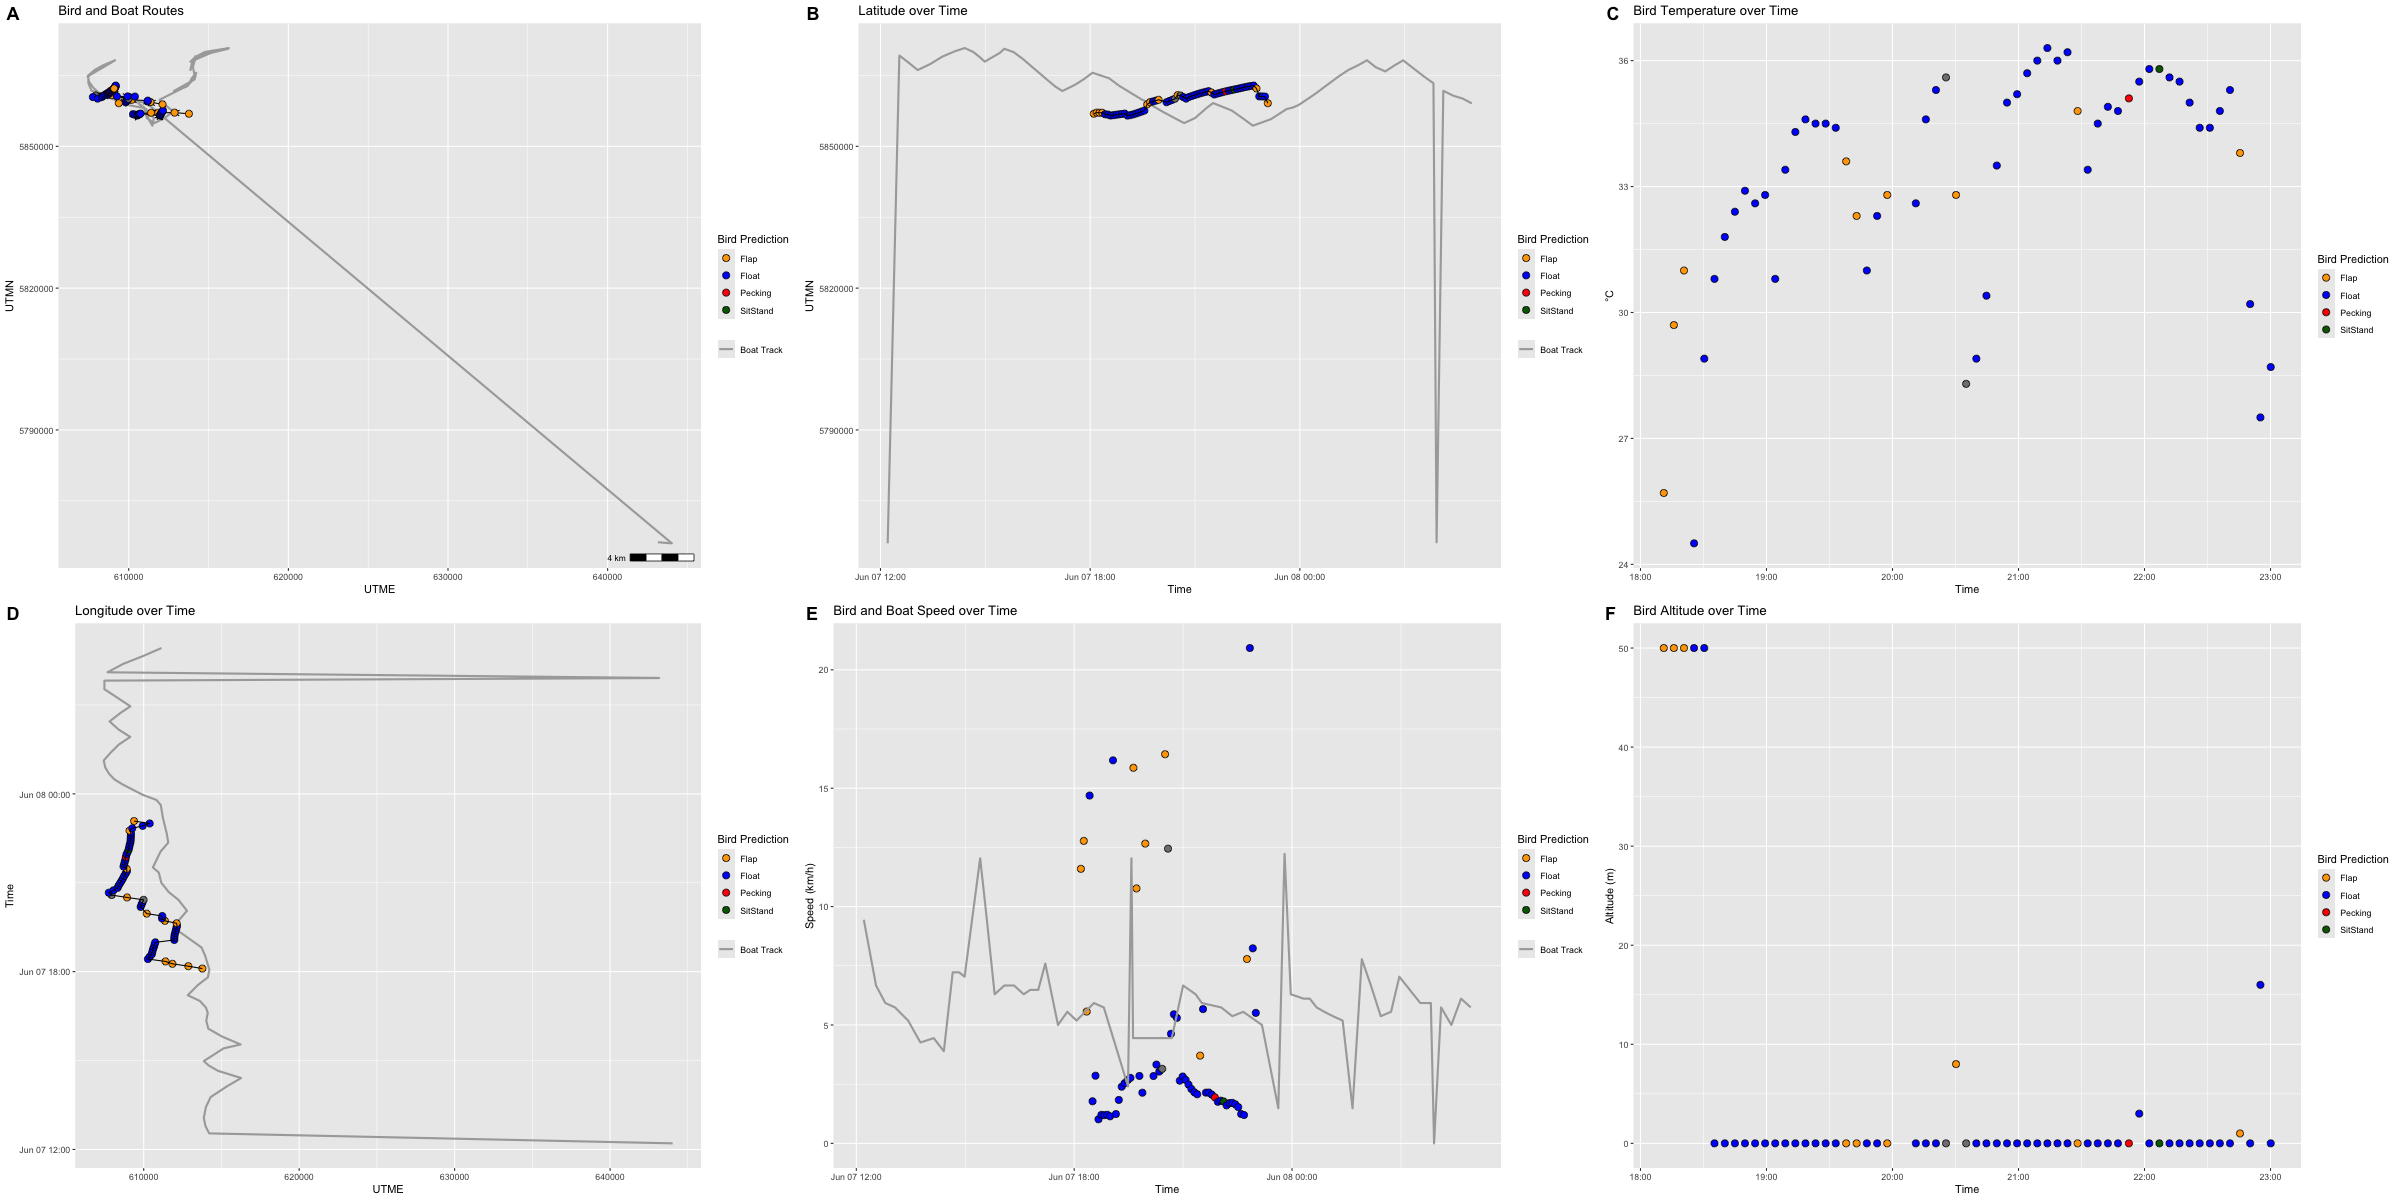 A Bird and Boat Routes
5850000
5820000
5790000
UTMN
610000 620000 630000 640000
UTME
4 km
Bird Prediction
Flap
Float
Pecking
SitStand
Boat Track
B Latitude over Time
5850000
5820000
5790000
UTMN
Jun 07 12:00 Jun 07 18:00 Jun 08 00:00
Time
Bird Prediction
Flap
Float
Pecking
SitStand
Boat Track
C Bird Temperature over Time
36
33
30
27
24
°C
18:00 19:00 20:00 21:00 22:00 23:00
Time
Bird Prediction
Flap
Float
Pecking
SitStand
D Longitude over Time
Jun 08 00:00
Jun 07 18:00
Jun 07 12:00
Time
610000 620000 630000 640000
UTME
Bird Prediction
Flap
Float
Pecking
SitStand
Boat Track
E Bird and Boat Speed over Time
20
15
10
5
0
Speed (km/h)
Jun 07 12:00 Jun 07 18:00 Jun 08 00:00
Time
Bird Prediction
Flap
Float
Pecking
SitStand
Boat Track
F Bird Altitude over Time
50
40
30
20
10
0
Altitude (m)
18:00 19:00 20:00 21:00 22:00 23:00
Time
Bird Prediction
Flap
Float
Pecking
SitStand